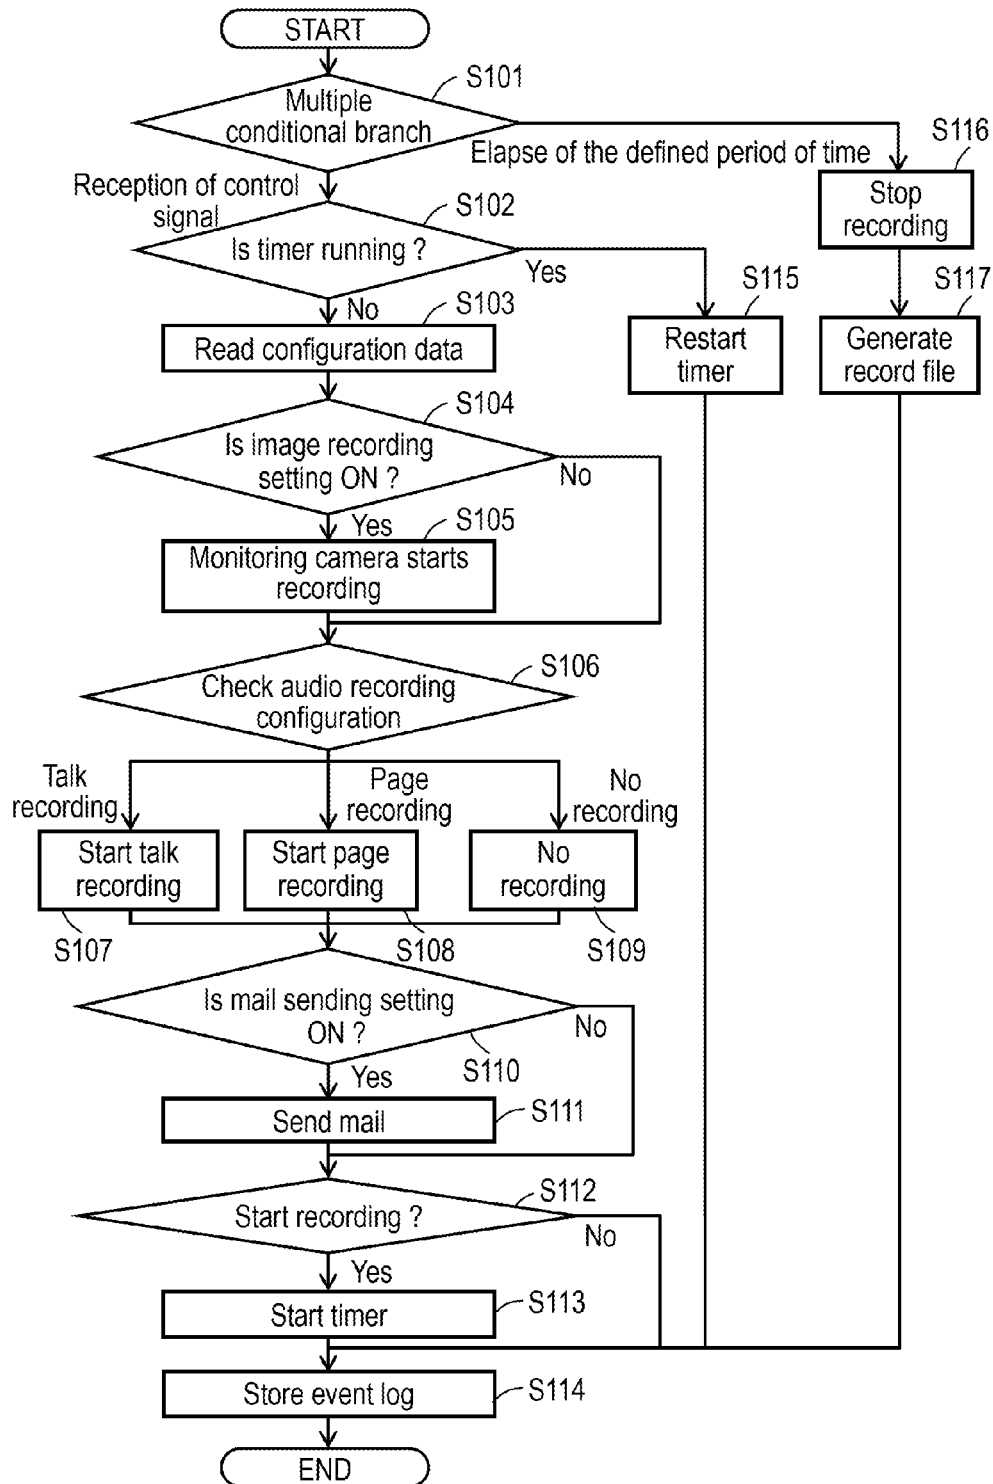 START
S101
Multiple
conditional branch
S116
Elapse of the defined period of time
Reception of control
signal
Stop
recording
S102
Is timer running ?
Yes
S115
S117
No
S103
Read configuration data
Restart
timer
Generate
record file
S104
Is image recording
setting ON ?
No
Yes
S105
Monitoring camera starts
recording
S106
Check audio recording
configuration
Talk
recording
Page
recording
No
recording
Start talk
recording
Start page
recording
No
recording
S107
S108
S109
Is mail sending setting
ON ?
No
S110
Yes
Send mail
S111
S112
Start recording ?
No
Yes
Start timer
S113
Store event log
S114
END